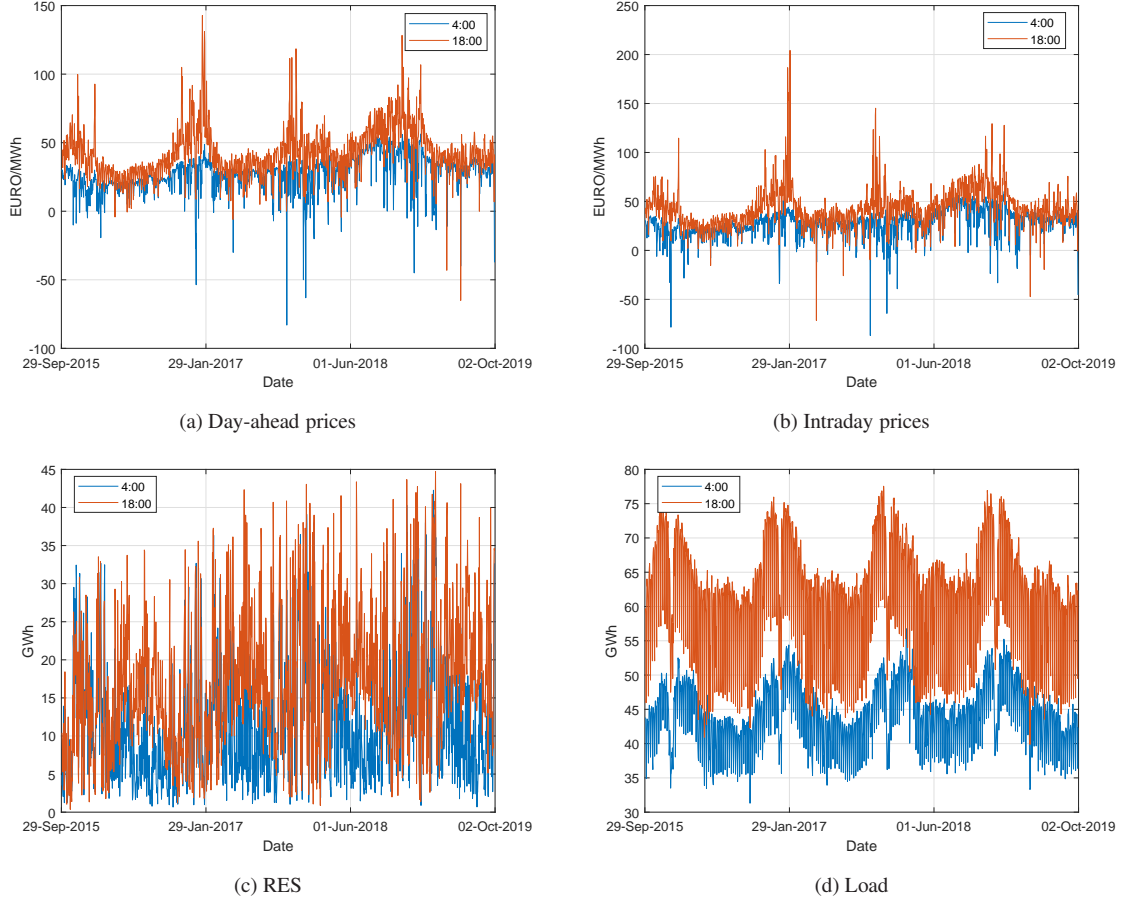 150
100
50
0
-50
-100
EURO/MWh
4:00
18:00
29-Sep-2015 29-Jan-2017 01-Jun-2018 02-Oct-2019
Date
(a) Day-ahead prices
250
200
150
100
50
0
-50
-100
EURO/MWh
4:00
18:00
29-Sep-2015 29-Jan-2017 01-Jun-2018 02-Oct-2019
Date
(b) Intraday prices
45
40
35
30
25
20
15
10
5
0
GWh
4:00
18:00
29-Sep-2015 29-Jan-2017 01-Jun-2018 02-Oct-2019
Date
(c) RES
80
75
70
65
60
55
50
45
40
35
30
GWh
4:00
18:00
29-Sep-2015 29-Jan-2017 01-Jun-2018 02-Oct-2019
Date
(d) Load